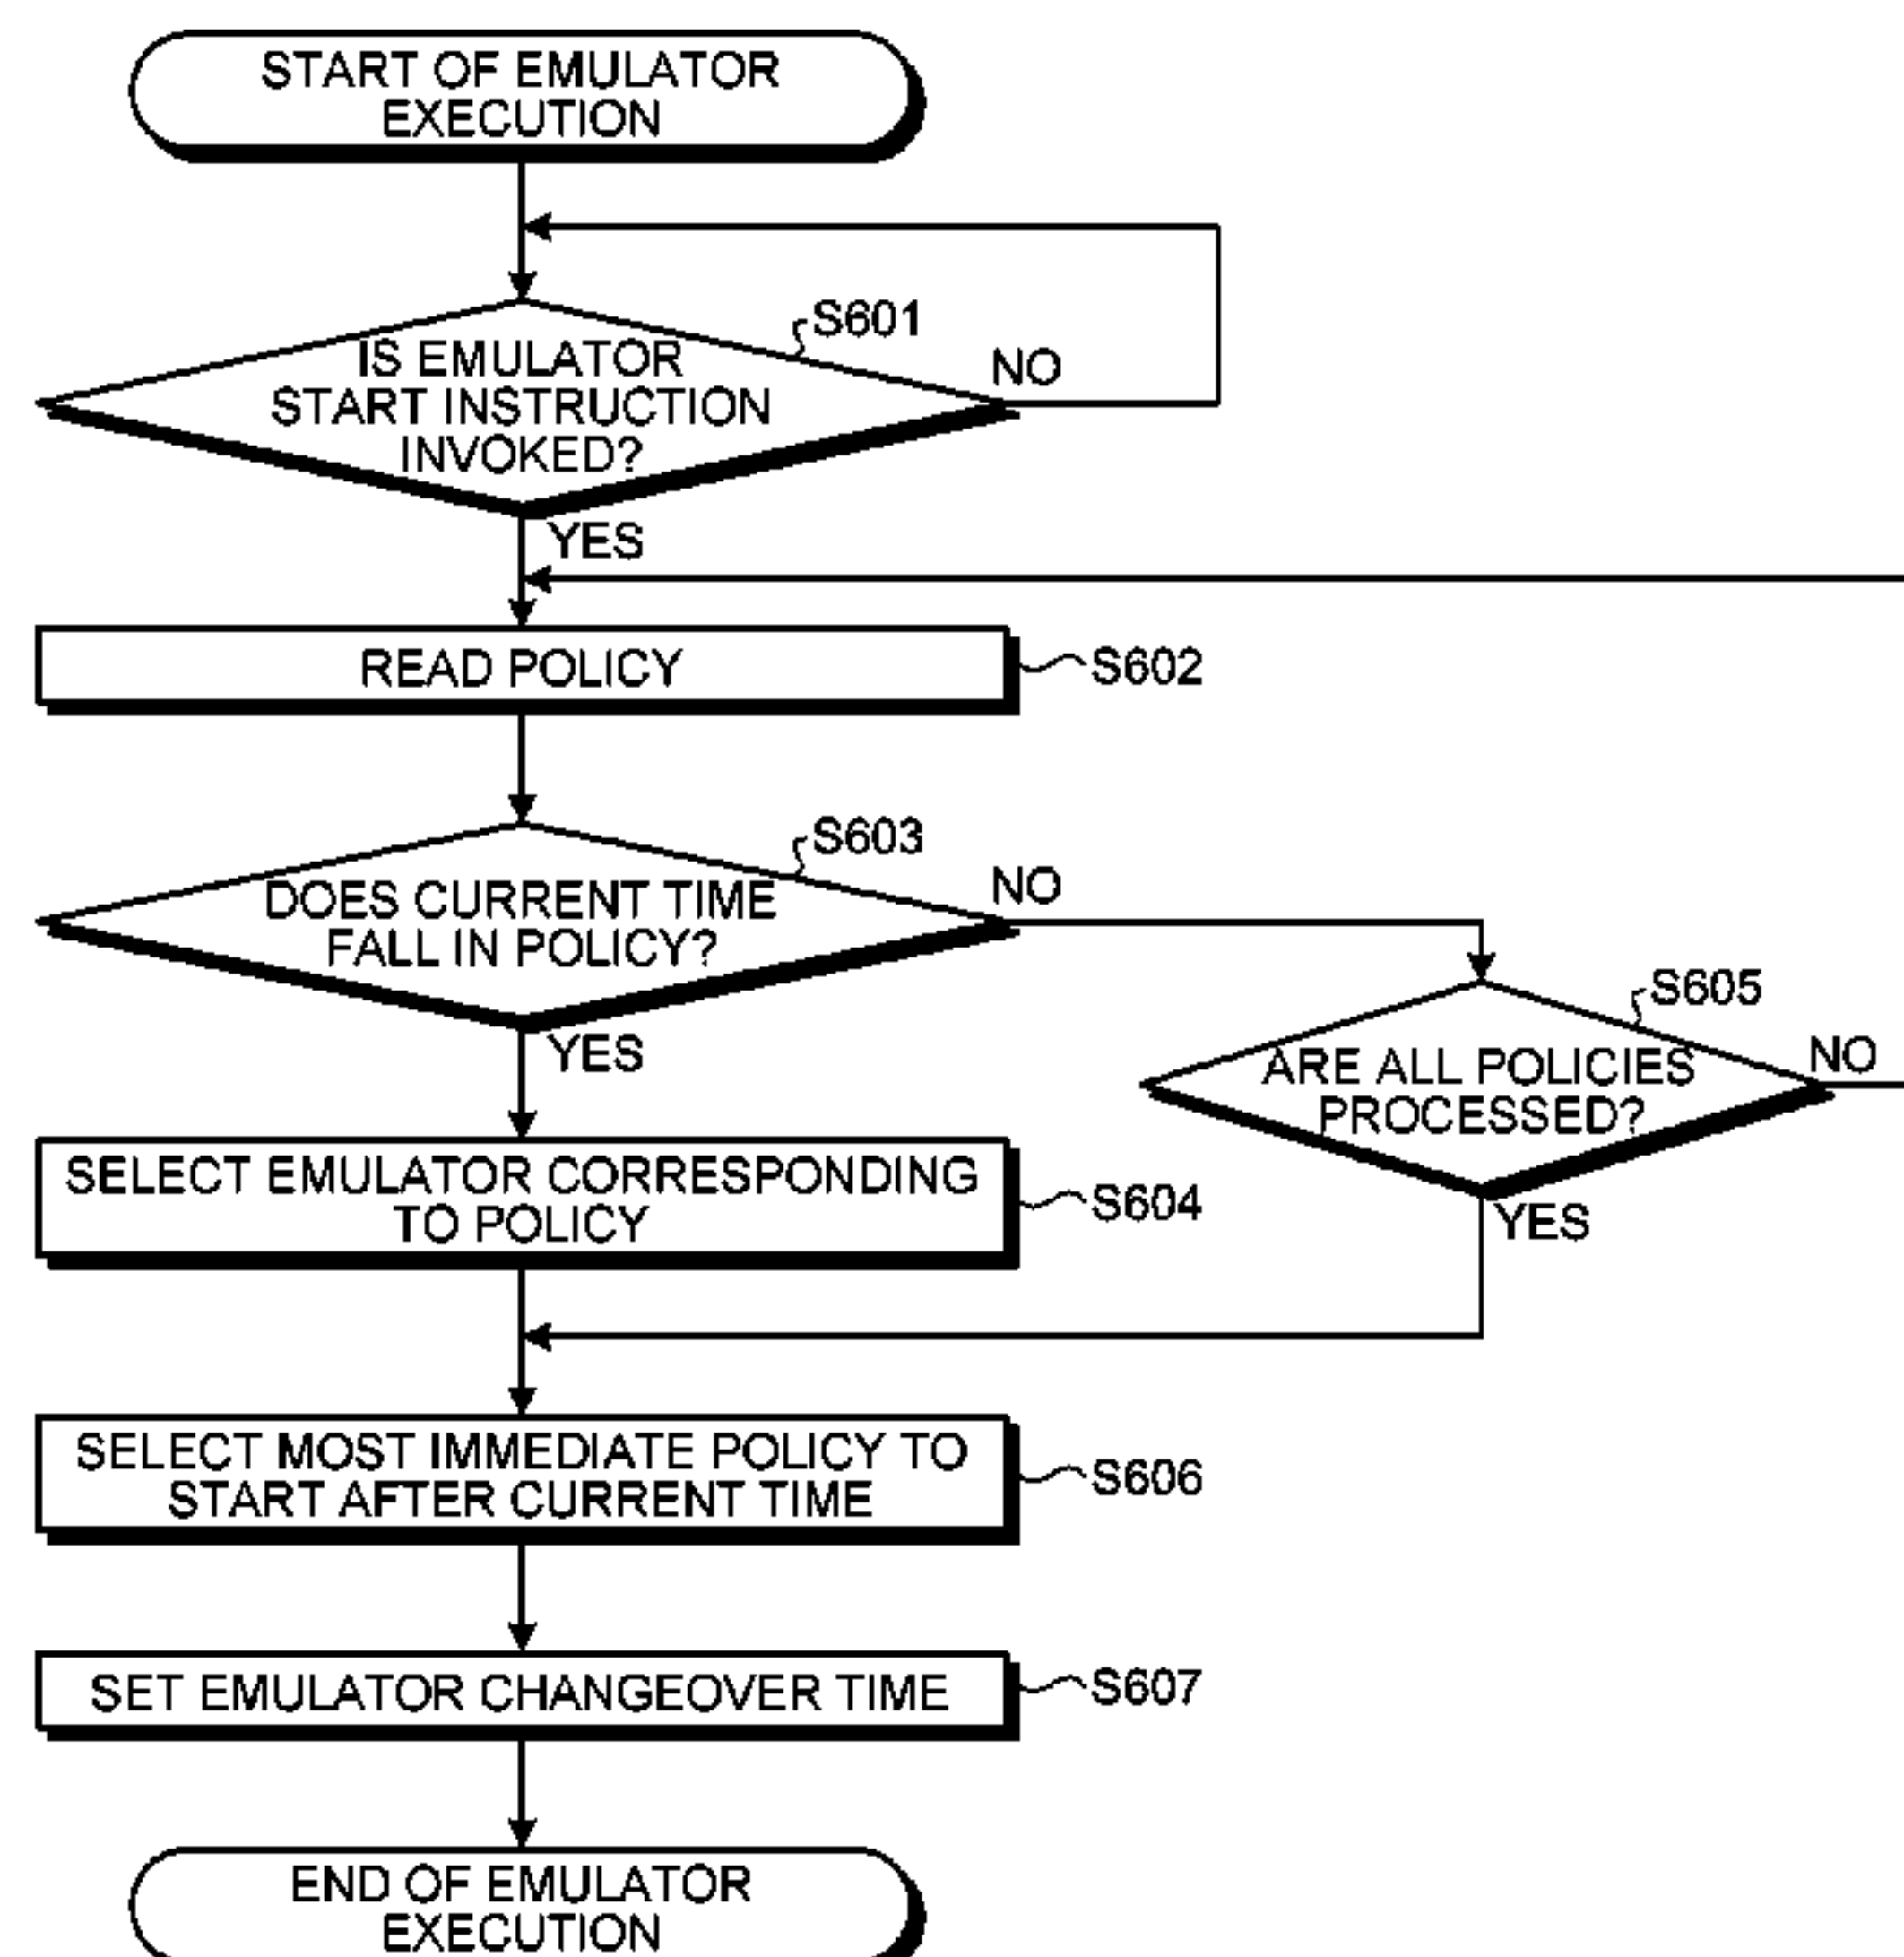 START OF EMULATOR
EXECUTION
S601
IS EMULATOR
START INSTRUCTION
INVOKED?
NO
YES
READ POLICY
S602
S603
DOES CURRENT TIME
FALL IN POLICY?
NO
YES
S605
ARE ALL POLICIES
PROCESSED?
NO
YES
SELECT EMULATOR CORRESPONDING
TO POLICY
S604
SELECT MOST IMMEDIATE POLICY TO
START AFTER CURRENT TIME
S606
SET EMULATOR CHANGEOVER TIME
S607
END OF EMULATOR
EXECUTION